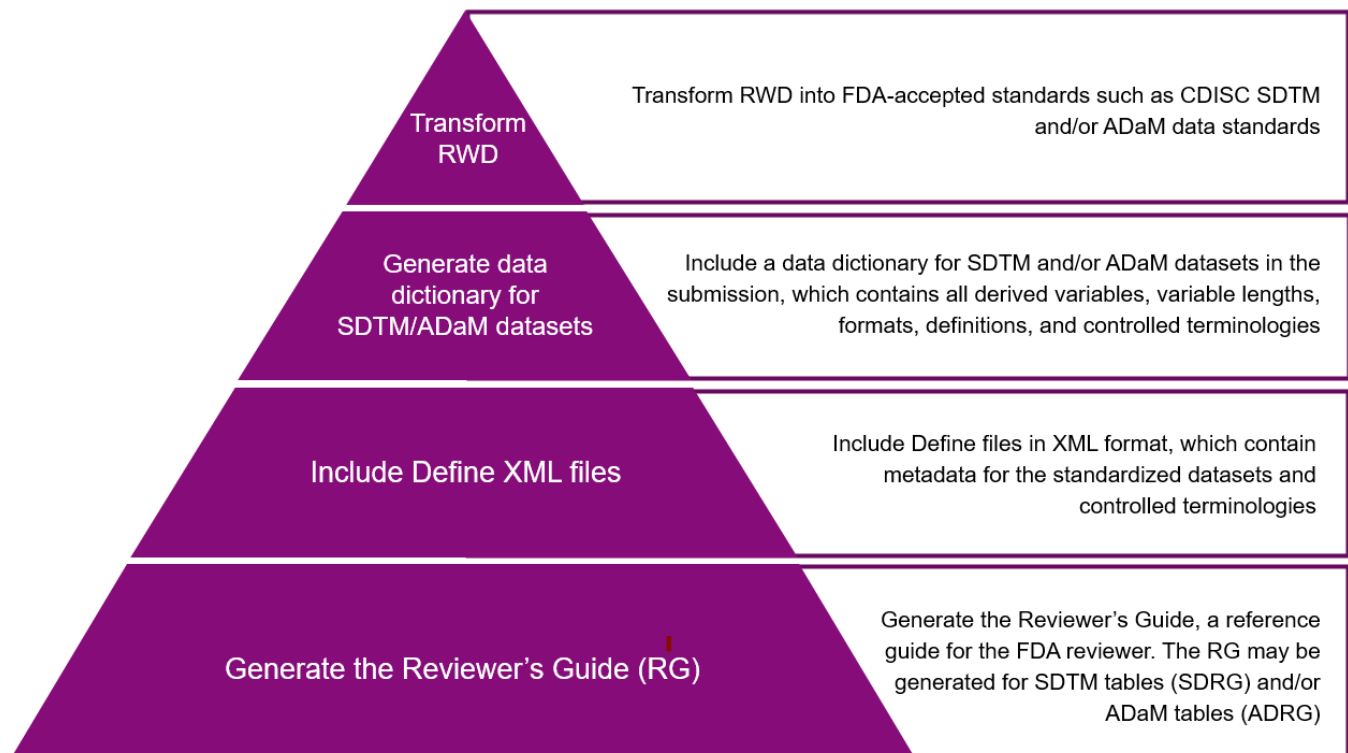 Transform
RWD
Transform RWD into FDA-accepted standards such as CDISC SDTM
and/or ADaM data standards
Generate data
dictionary for
SDTM/ADaM datasets
Include a data dictionary for SDTM and/or ADaM datasets in the
submission, which contains all derived variables, variable lengths,
formats, definitions, and controlled terminologies
Include Define XML files
Include Define files in XML format, which contain
metadata for the standardized datasets and
controlled terminologies
Generate the Reviewer’s Guide (RG)
Generate the Reviewer’s Guide, a reference
guide for the FDA reviewer. The RG may be
generated for SDTM tables (SDRG) and/or
ADaM tables (ADRG)